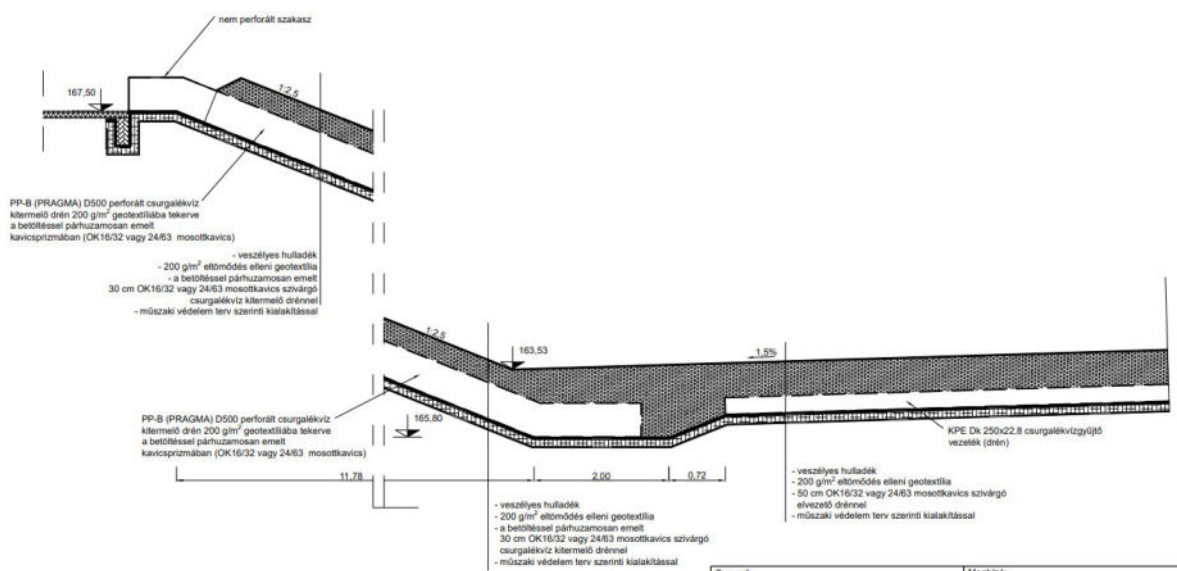 nem perforált szakasz
1:2,5
167,50
PP-B (PRAGMA) D500 perforált csurgalékvíz
kitermelő drén 200 g/m² geotextíliába tekerve
a betöltéssel párhuzamosan emelt
kavicsprizmában (OK16/32 vagy 24/63 mosottkavics)
- veszélyes hulladék
- 200 g/m² eltömődés elleni geotextília
- a betöltéssel párhuzamosan emelt
30 cm OK16/32 vagy 24/63 mosottkavics szivárgó
csurgalékvíz kitermelő drénnel
- műszaki védelem terv szerinti kialakítással
1:2,5
163,53
1,5%
PP-B (PRAGMA) D500 perforált csurgalékvíz
kitermelő drén 200 g/m² geotextíliába tekerve
a betöltéssel párhuzamosan emelt
kavicsprizmában (OK16/32 vagy 24/63 mosottkavics)
165,80
KPE Dk 250x22,8 csurgalékvízgyűjtő
vezeték (drén)
11,78
2,00
0,72
- veszélyes hulladék
- 200 g/m² eltömődés elleni geotextília
- 50 cm OK16/32 vagy 24/63 mosottkavics szivárgó
elvezető drénnel
- műszaki védelem terv szerinti kialakítással
- veszélyes hulladék
- 200 g/m² eltömődés elleni geotextília
- a betöltéssel párhuzamosan emelt
30 cm OK16/32 vagy 24/63 mosottkavics szivárgó
csurgalékvíz kitermelő drénnel
- műszaki védelem terv szerinti kialakítással